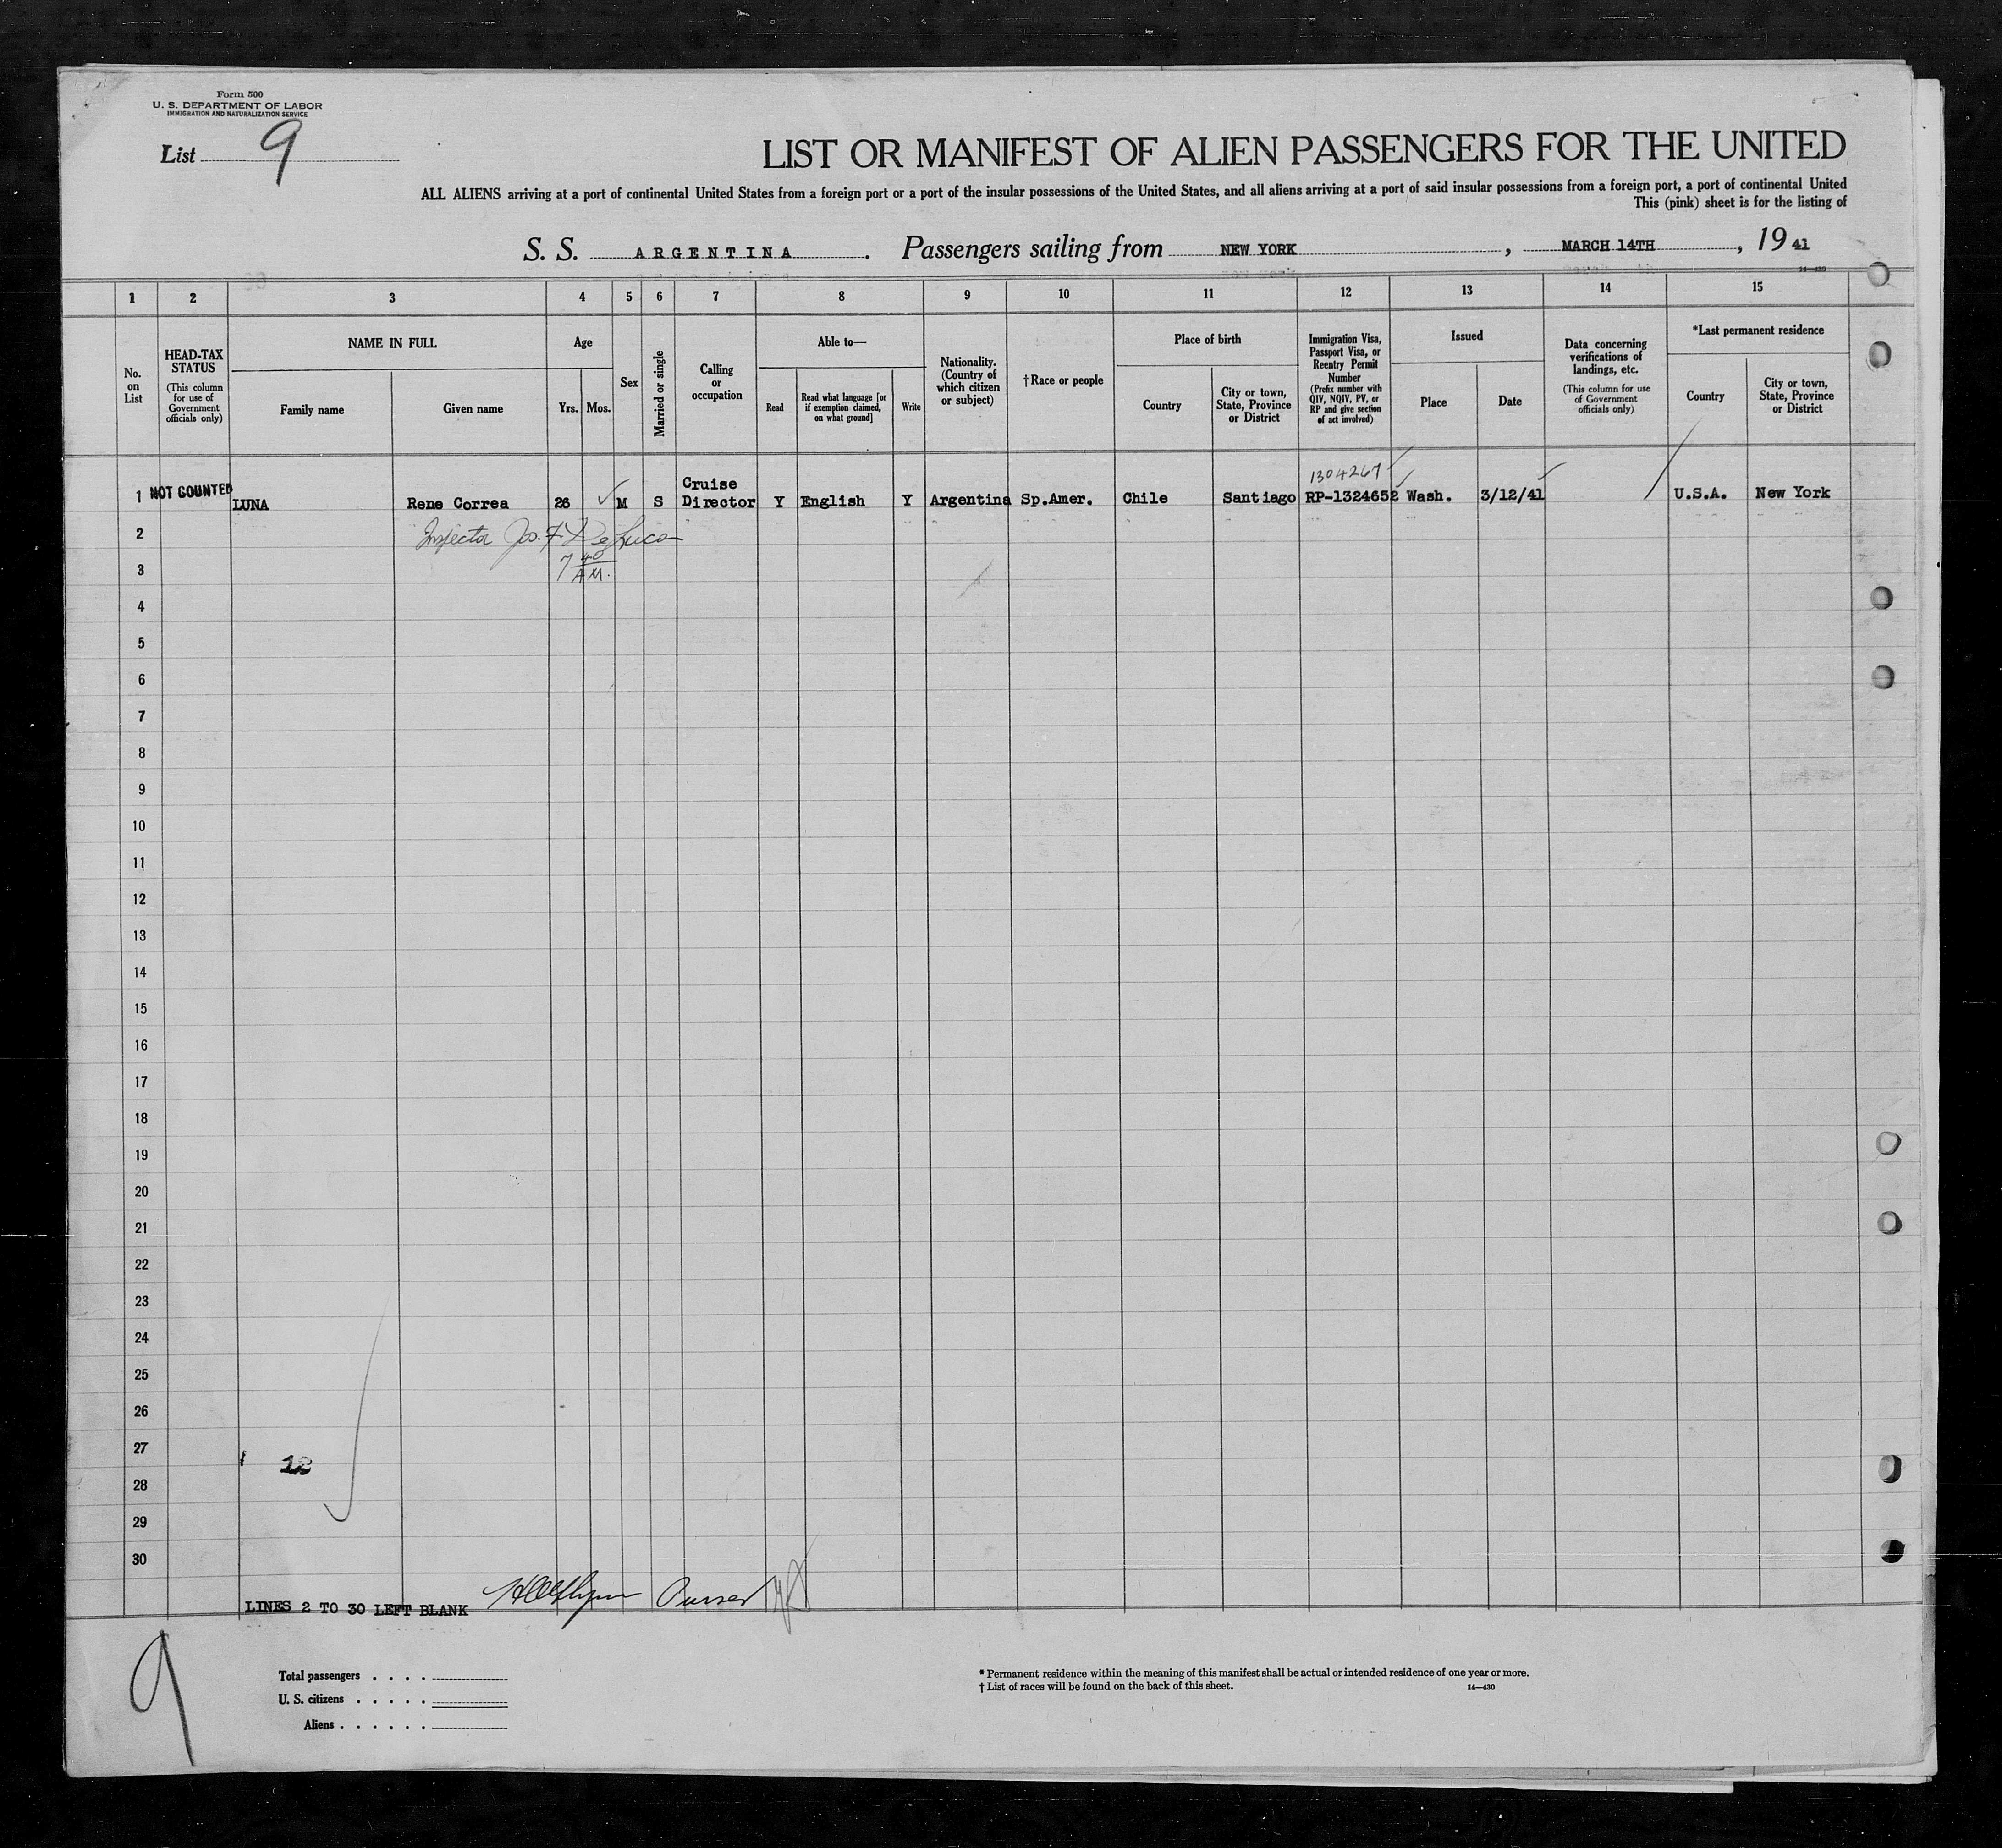 Form 500
U. S. DEPARTMENT OF LABOR
IMMIGRATION AND NATURALIZATION SERVICE
List 9
LIST OR MANIFEST OF ALIEN PASSENGERS FOR THE UNITED
ALL ALIENS arriving at a port of continental United States from a foreign port or a port of the insular possessions of the United States, and all aliens arriving at a port of said insular possessions from a foreign port, a port of continental United
This (pink) sheet is for the listing of
S. S. ARGENTINA. Passengers sailing from NEW YORK, MARCH 14TH, 19 41
14—430
1 2 3 4 5 6 7 8 9 10 11 12 13 14 15
No. on List
HEAD-TAX STATUS
(This column for use of Government officials only)
NAME IN FULL
Family name
Given name
Age
Yrs. Mos.
Sex
Married or single
Calling or occupation
Able to—
Read
Read what language [or if exemption claimed, on what ground]
Write
Nationality. (Country of which citizen or subject)
†Race or people
Place of birth
Country
City or town, State, Province or District
Immigration Visa, Passport Visa, or Reentry Permit Number
(Prefix number with QIV, NQIV, PV, or RP and give section of act involved)
Issued
Place
Date
Data concerning verifications of landings, etc.
(This column for use of Government officials only)
*Last permanent residence
Country
City or town, State, Province or District
1304267
1 NOT COUNTED LUNA Rene Correa 26 M S Cruise Director Y English Y Argentina Sp.Amer. Chile Santiago RP-1324652 Wash. 3/12/41 U.S.A. New York
2 Inspector Jos. F.
3 7 40 A.M.
4
5
6
7
8
9
10
11
12
13
14
15
16
17
18
19
20
21
22
23
24
25
26
27
12
28
29
30
LINES 2 TO 30 LEFT BLANK Purser
9
Total passengers . . . .
U. S. citizens . . . . .
Aliens . . . . . .
* Permanent residence within the meaning of this manifest shall be actual or intended residence of one year or more.
† List of races will be found on the back of this sheet.
14—430